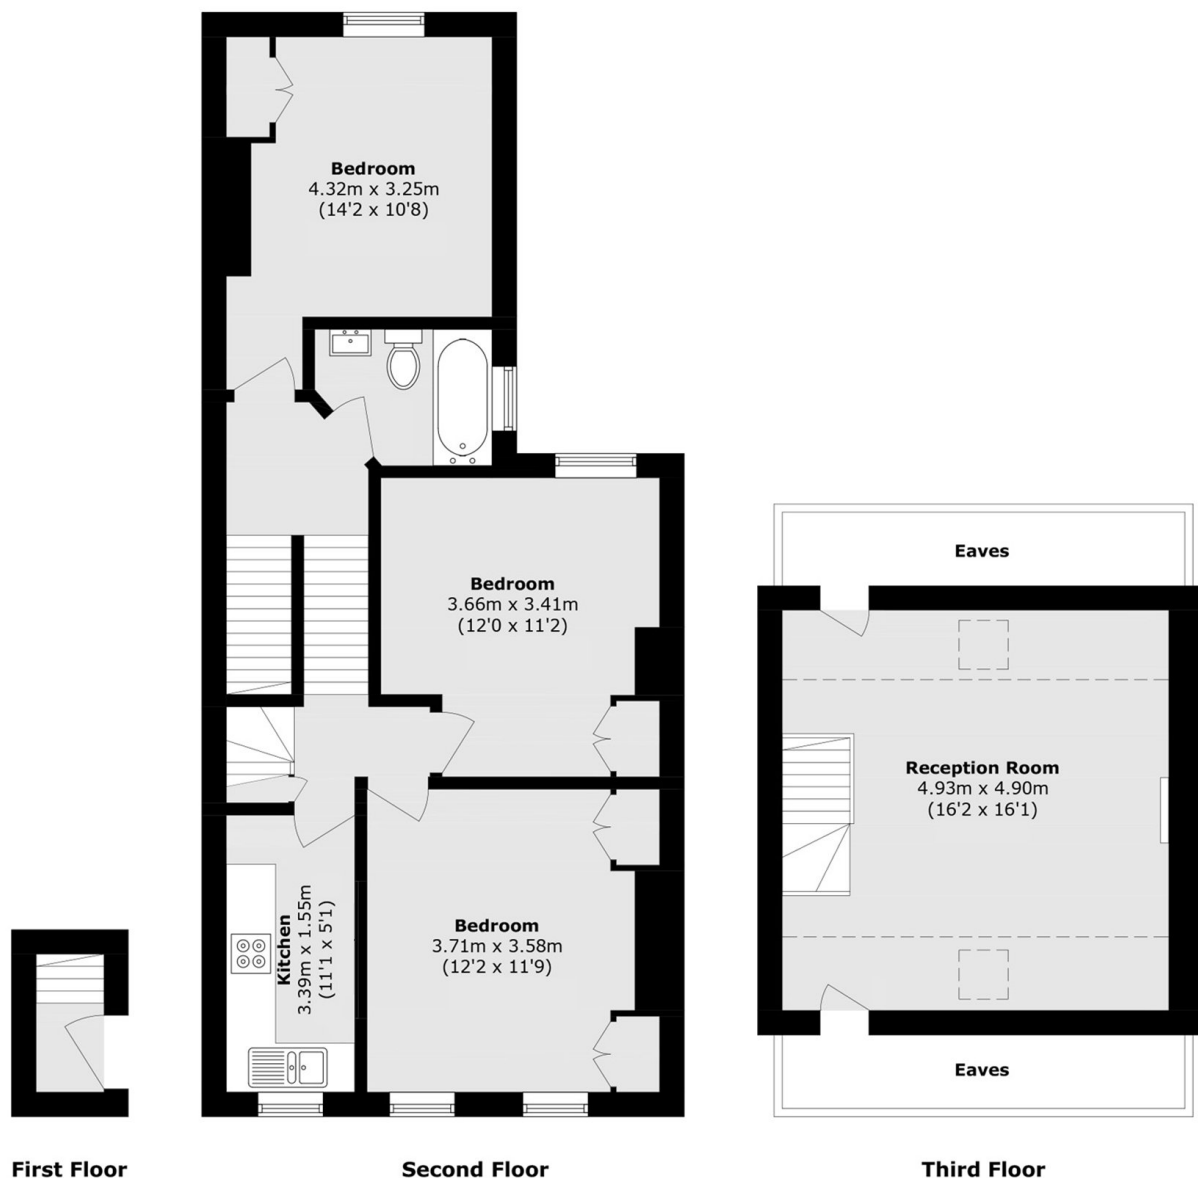 Bedroom
4.32m x 3.25m
(14'2 x 10'8)
Bedroom
3.66m x 3.41m
(12'0 x 11'2)
Kitchen
3.39m x 1.55m
(11'1 x 5'1)
Bedroom
3.71m x 3.58m
(12'2 x 11'9)
Eaves
Reception Room
4.93m x 4.90m
(16'2 x 16'1)
Eaves
First Floor
Second Floor
Third Floor